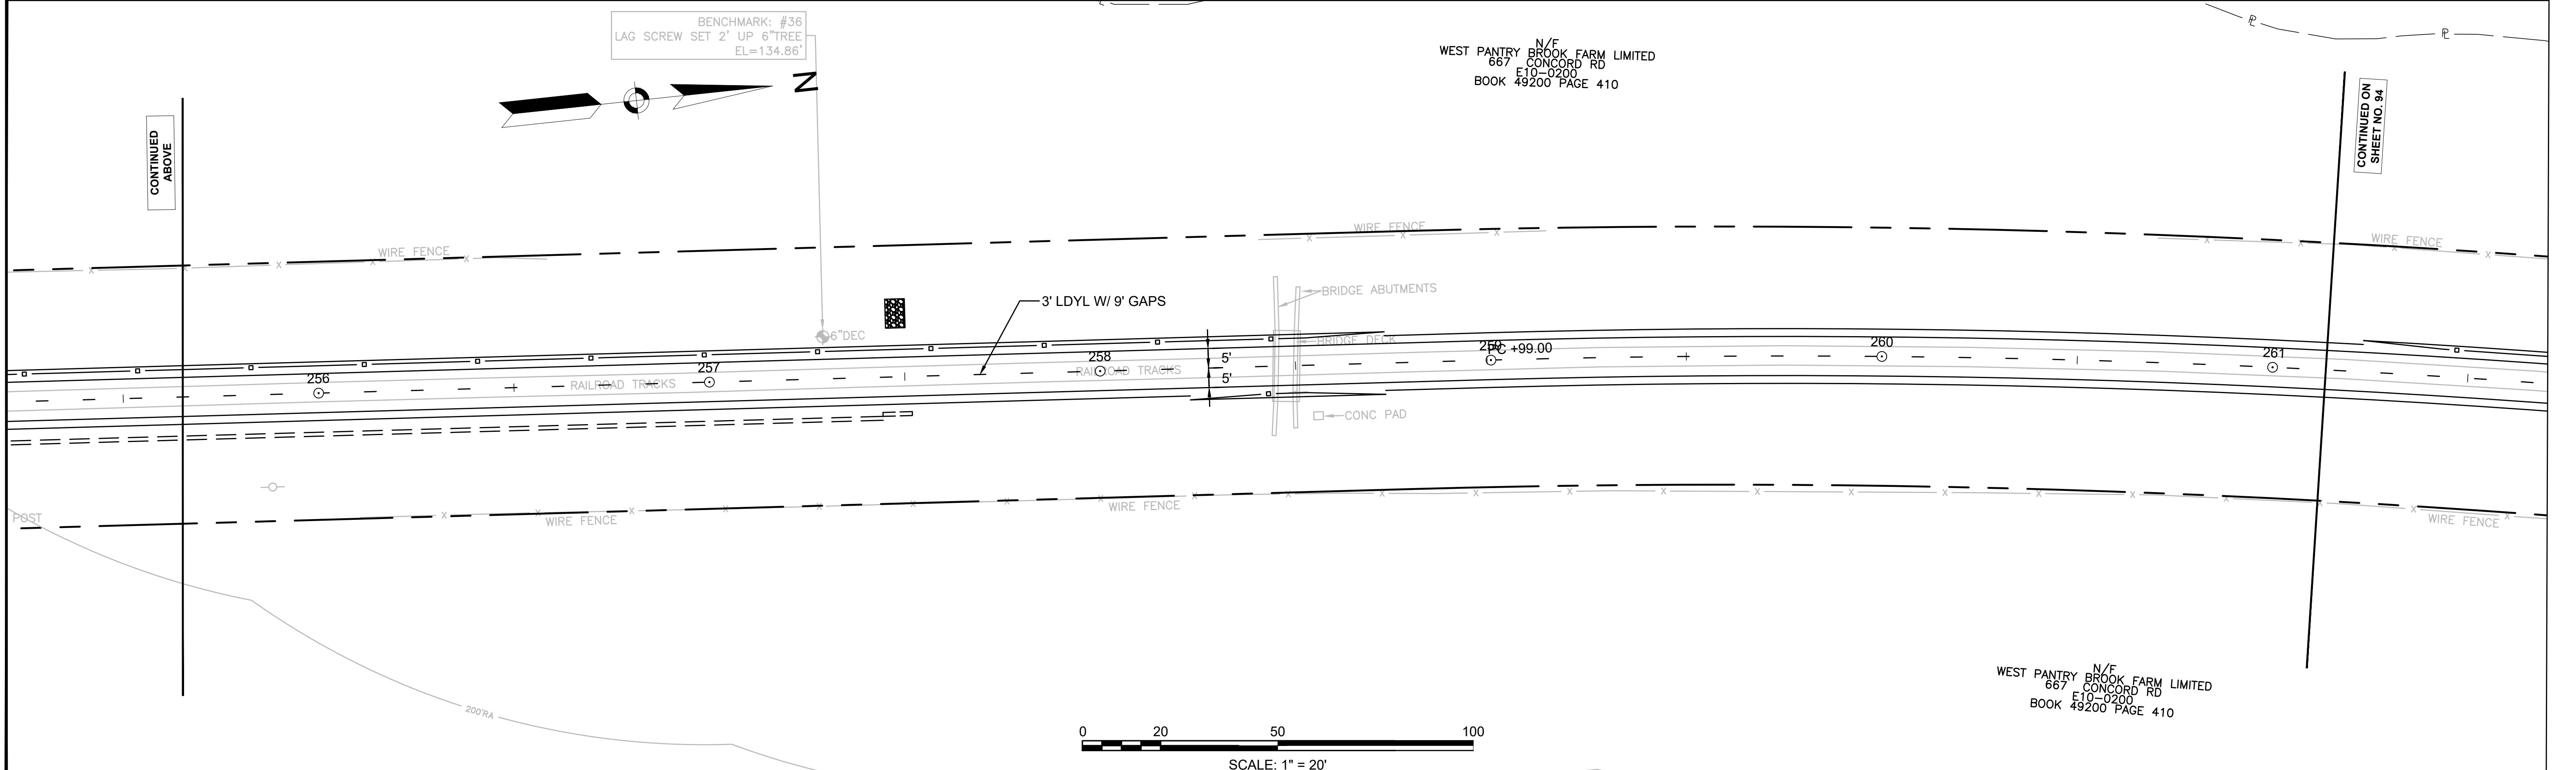 BENCHMARK: #36
LAG SCREW SET 2' UP 6"TREE
EL=134.86'
N
N/F
WEST PANTRY BROOK FARM LIMITED
667 CONCORD RD
E10-0200
BOOK 49200 PAGE 410
PL
PL
CONTINUED
ABOVE
CONTINUED ON
SHEET NO. 94
WIRE FENCE
WIRE FENCE
WIRE FENCE
BRIDGE ABUTMENTS
3' LDYL W/ 9' GAPS
6"DEC
BRIDGE DECK
256
257
258
259
PC +99.00
260
261
5'
5'
RAILROAD TRACKS
RAILROAD TRACKS
CONC PAD
POST
WIRE FENCE
WIRE FENCE
WIRE FENCE
200'RA
N/F
WEST PANTRY BROOK FARM LIMITED
667 CONCORD RD
E10-0200
BOOK 49200 PAGE 410
0 20 50 100
SCALE: 1" = 20'